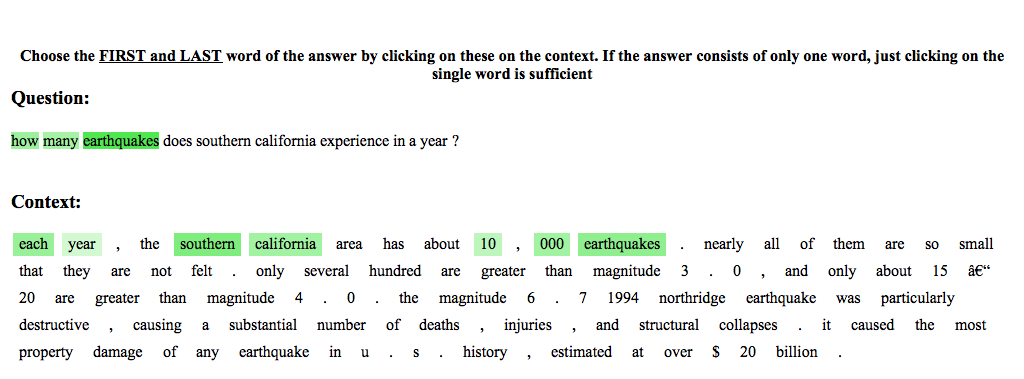 Choose the FIRST and LAST word of the answer by clicking on these on the context. If the answer consists of only one word, just clicking on the
single word is sufficient
Question:
how many earthquakes does southern california experience in a year ?
Context:
each year , the southern california area has about 10 , 000 earthquakes . nearly all of them are so small
that they are not felt . only several hundred are greater than magnitude 3 . 0 , and only about 15 â€“
20 are greater than magnitude 4 . 0 . the magnitude 6 . 7 1994 northridge earthquake was particularly
destructive , causing a substantial number of deaths , injuries , and structural collapses . it caused the most
property damage of any earthquake in u . s . history , estimated at over $ 20 billion .